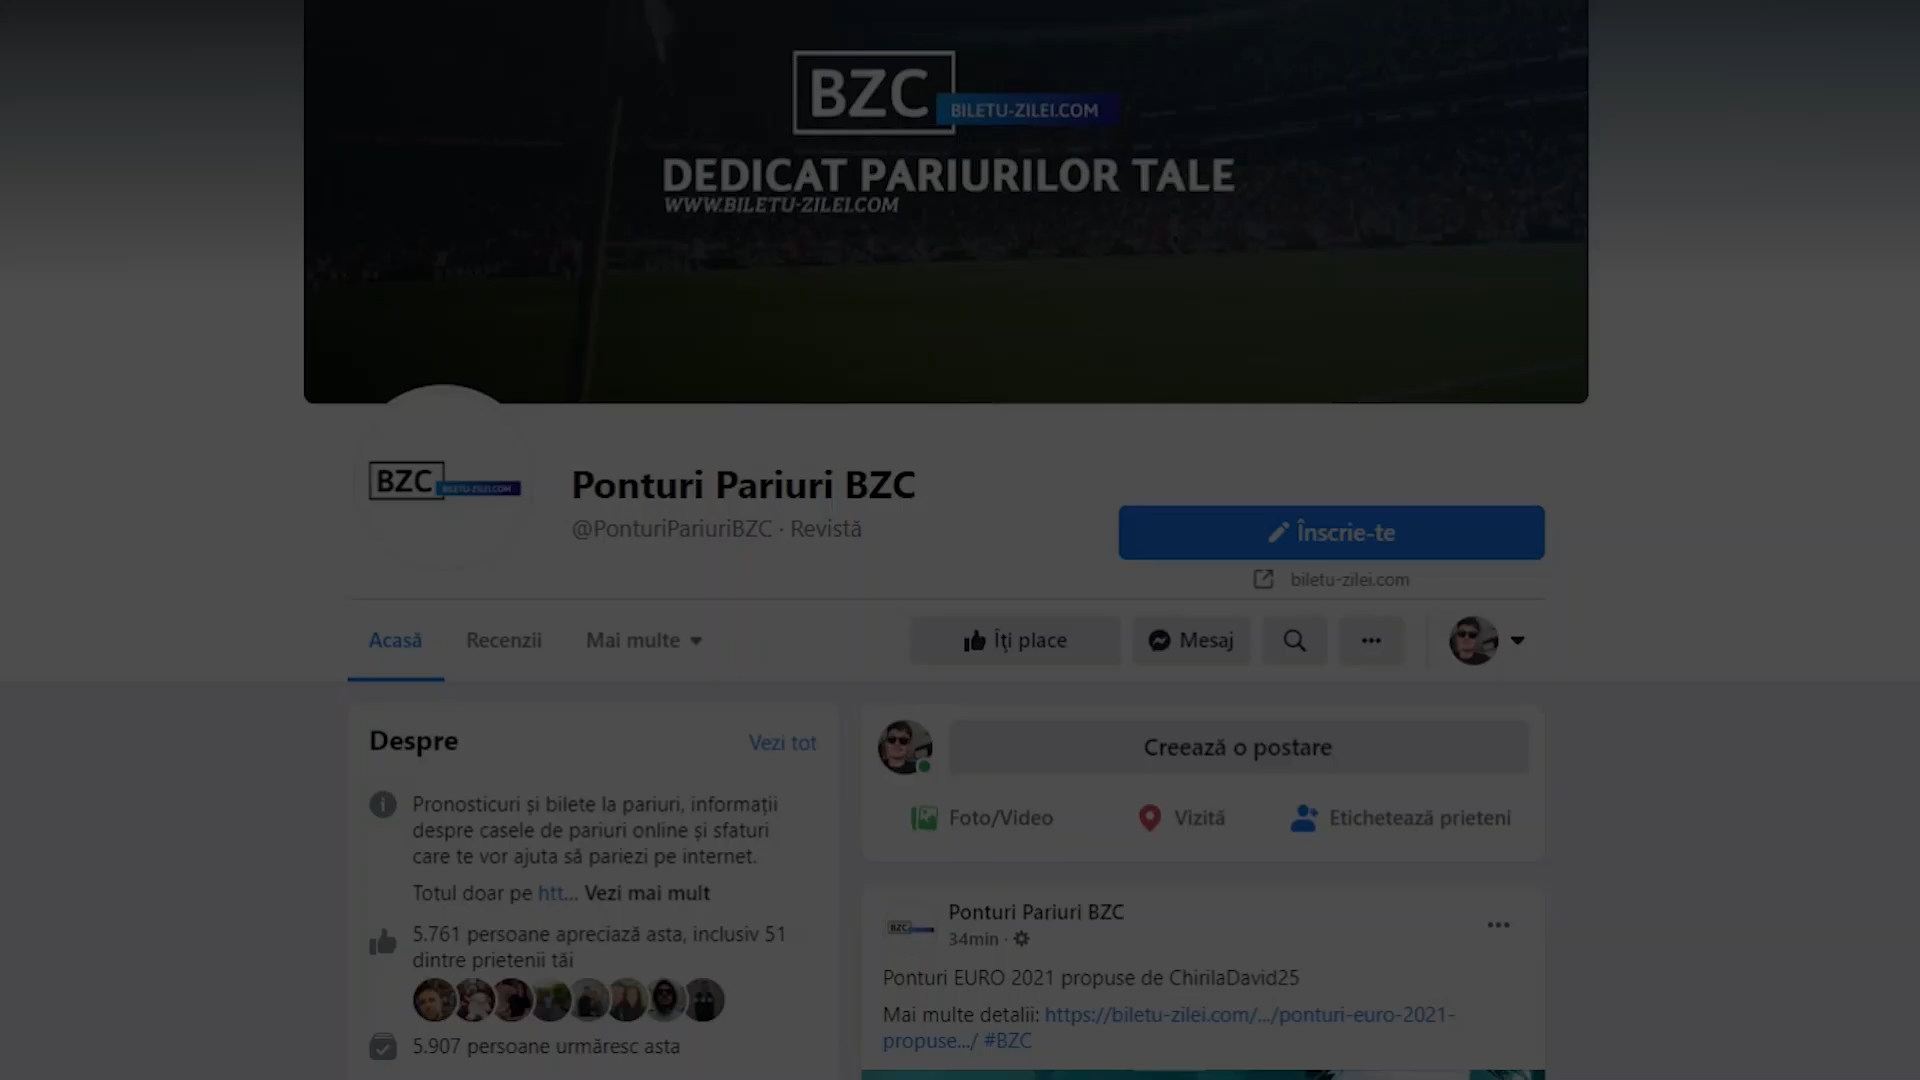 BZC
BILETU-ZILEI.COM
DEDICAT PARIURILOR TALE
WWW.BILETU-ZILEI.COM
BZC
BILETU-ZILEI.COM
Ponturi Pariuri BZC
@PonturiPariuriBZC · Revistă
Înscrie-te
biletu-zilei.com
Acasă
Recenzii
Mai multe
Îți place
Mesaj
Despre
Vezi tot
Pronosticuri și bilete la pariuri, informații
despre casele de pariuri online și sfaturi
care te vor ajuta să pariezi pe internet.
Totul doar pe htt... Vezi mai mult
5.761 persoane apreciază asta, inclusiv 51
dintre prietenii tăi
5.907 persoane urmăresc asta
Creează o postare
Foto/Video
Vizită
Etichetează prieteni
BZC
Ponturi Pariuri BZC
34min ·
Ponturi EURO 2021 propuse de ChirilaDavid25
Mai multe detalii: https://biletu-zilei.com/.../ponturi-euro-2021-
propuse.../ #BZC